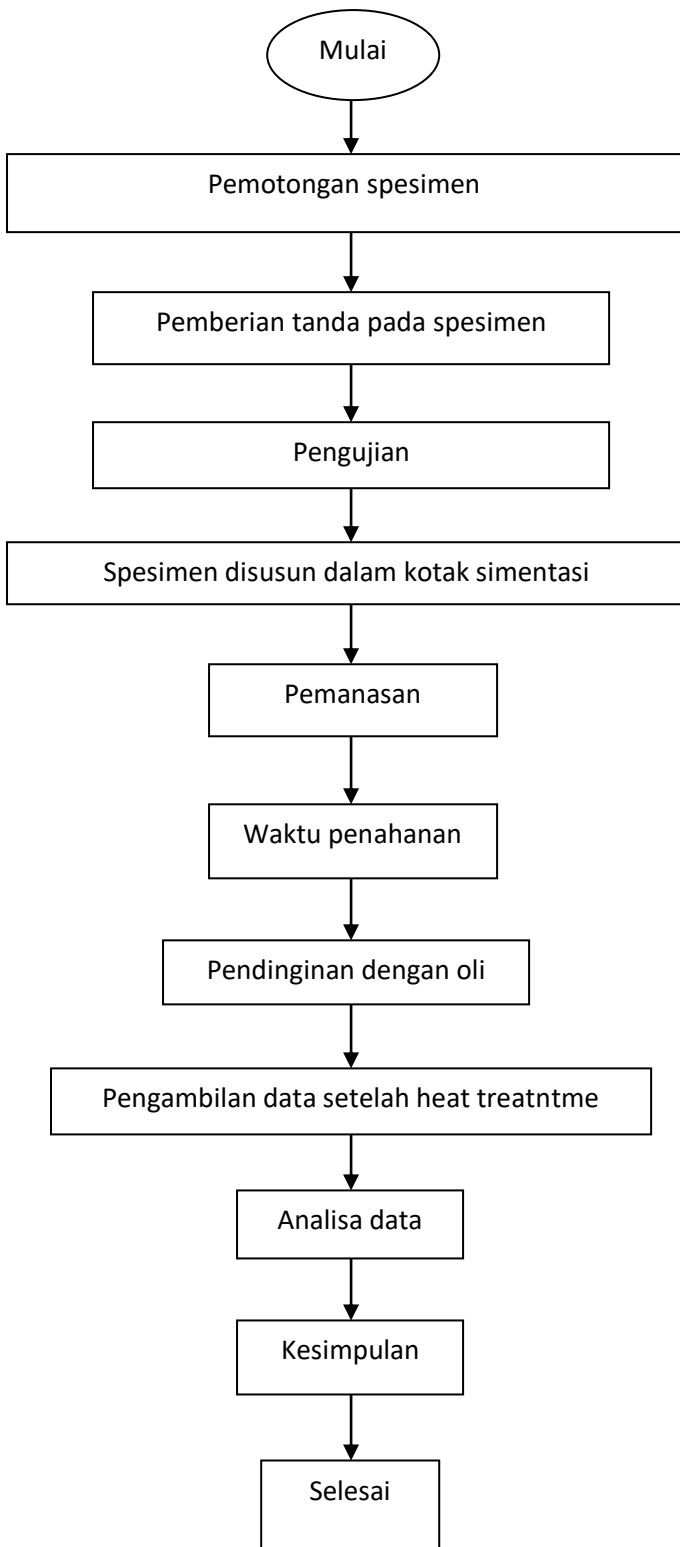 Mulai
Pemotongan spesimen
Pemberian tanda pada spesimen
Pengujian
Spesimen disusun dalam kotak simentasi
Pemanasan
Waktu penahanan
Pendinginan dengan oli
Pengambilan data setelah heat treatntme
Analisa data
Kesimpulan
Selesai